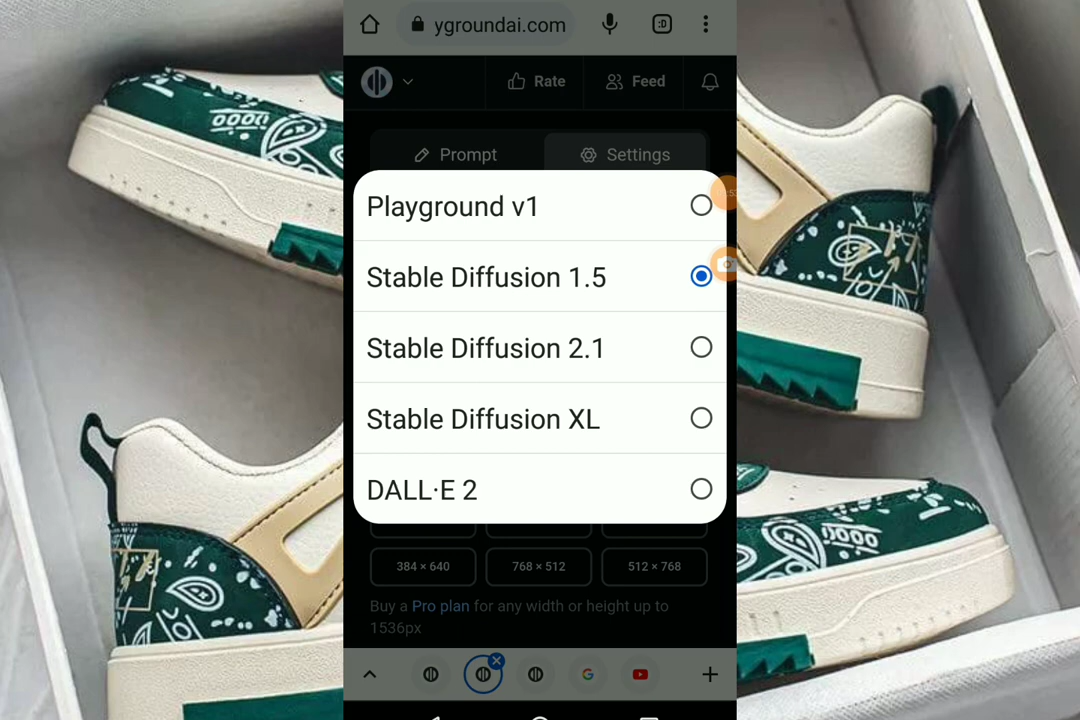 ygroundai.com
:D
Rate
Feed
Prompt
Settings
Playground v1
Stable Diffusion 1.5
Stable Diffusion 2.1
Stable Diffusion XL
DALL·E 2
384 × 640
768 × 512
512 × 768
Buy a Pro plan for any width or height up to
1536px